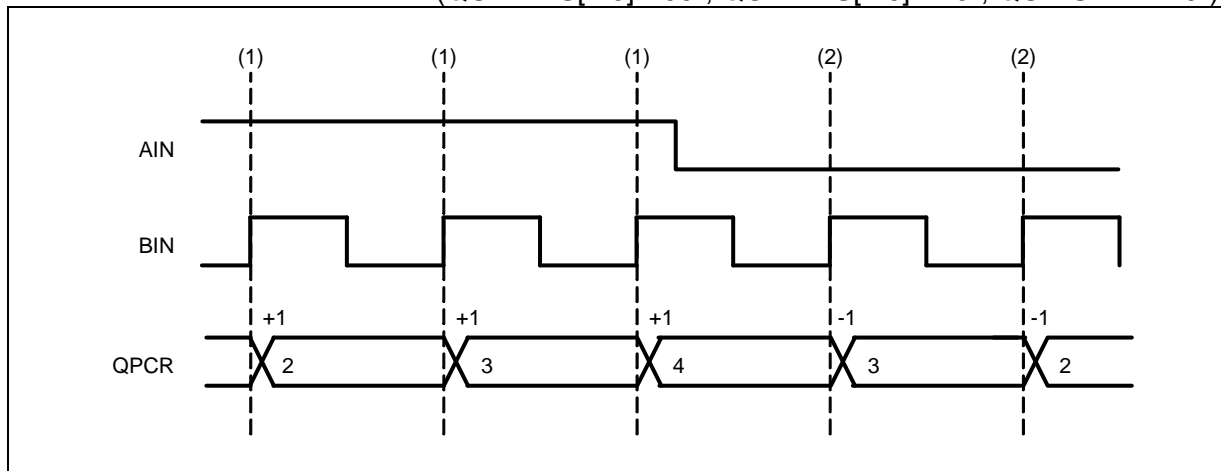 (1) (1) (1) (2) (2)
AIN
BIN
+1 +1 +1 -1 -1
QPCR 2 3 4 3 2